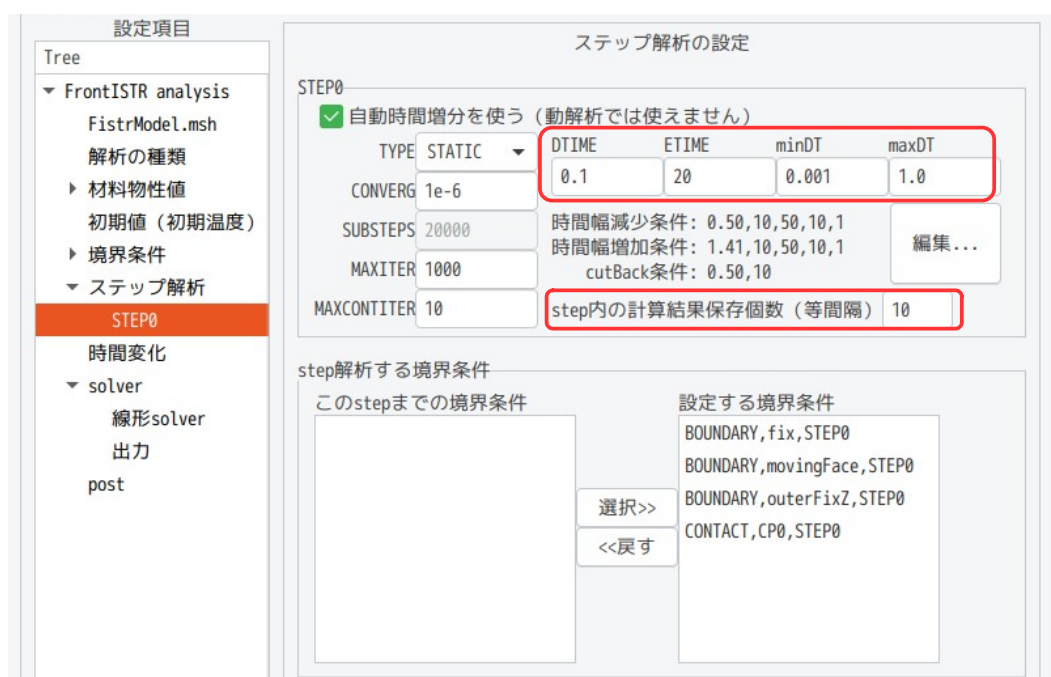 設定項目
Tree
FrontISTR analysis
FistrModel.msh
解析の種類
材料物性値
初期値（初期温度）
境界条件
ステップ解析
STEP0
時間変化
solver
線形solver
出力
post
ステップ解析の設定
STEP0
自動時間増分を使う（動解析では使えません）
TYPE STATIC
DTIME ETIME minDT maxDT
0.1 20 0.001 1.0
CONVERG 1e-6
SUBSTEPS 20000
時間幅減少条件: 0.50,10,50,10,1
時間幅増加条件: 1.41,10,50,10,1
cutBack条件: 0.50,10
編集...
MAXITER 1000
MAXCONTITER 10
step内の計算結果保存個数（等間隔） 10
step解析する境界条件
このstepまでの境界条件
設定する境界条件
BOUNDARY,fix,STEP0
BOUNDARY,movingFace,STEP0
BOUNDARY,outerFixZ,STEP0
CONTACT,CP0,STEP0
選択>>
<<戻す